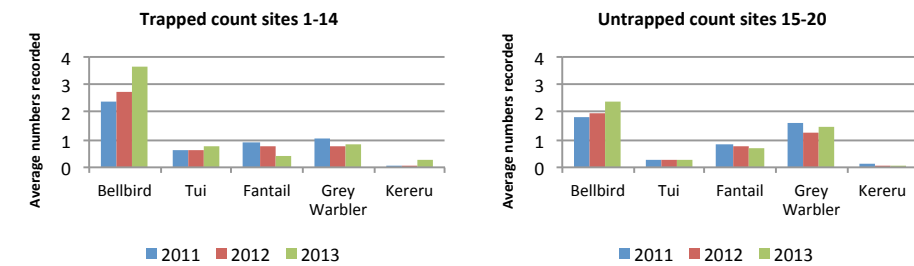 Trapped count sites 1-14
Average numbers recorded
4
3
2
1
0
Bellbird Tui Fantail Grey Warbler Kereru
2011 2012 2013
Untrapped count sites 15-20
Average numbers recorded
4
3
2
1
0
Bellbird Tui Fantail Grey Warbler Kereru
2011 2012 2013